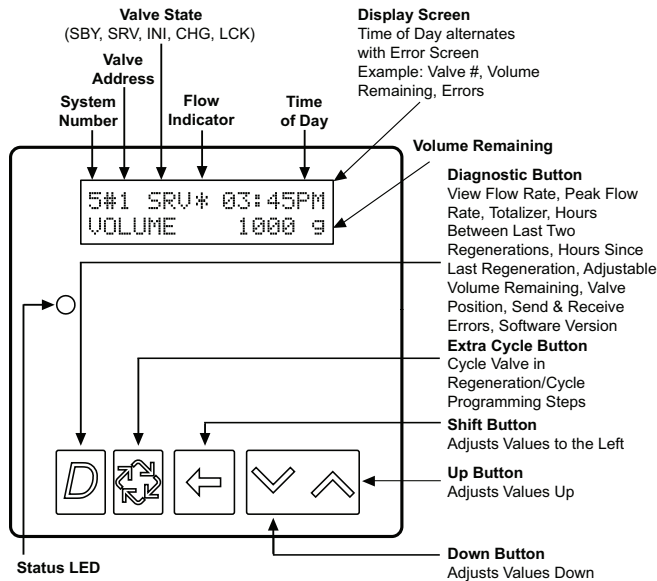 Valve State
(SBY, SRV, INI, CHG, LCK)
Valve
Address
System
Number
Flow
Indicator
Time
of Day
Display Screen
Time of Day alternates
with Error Screen
Example: Valve #, Volume
Remaining, Errors
Volume Remaining
5#1 SRV* 03:45PM
VOLUME 1000 g
Diagnostic Button
View Flow Rate, Peak Flow
Rate, Totalizer, Hours
Between Last Two
Regenerations, Hours Since
Last Regeneration, Adjustable
Volume Remaining, Valve
Position, Send & Receive
Errors, Software Version
Extra Cycle Button
Cycle Valve in
Regeneration/Cycle
Programming Steps
Shift Button
Adjusts Values to the Left
D
Up Button
Adjusts Values Up
Down Button
Adjusts Values Down
Status LED